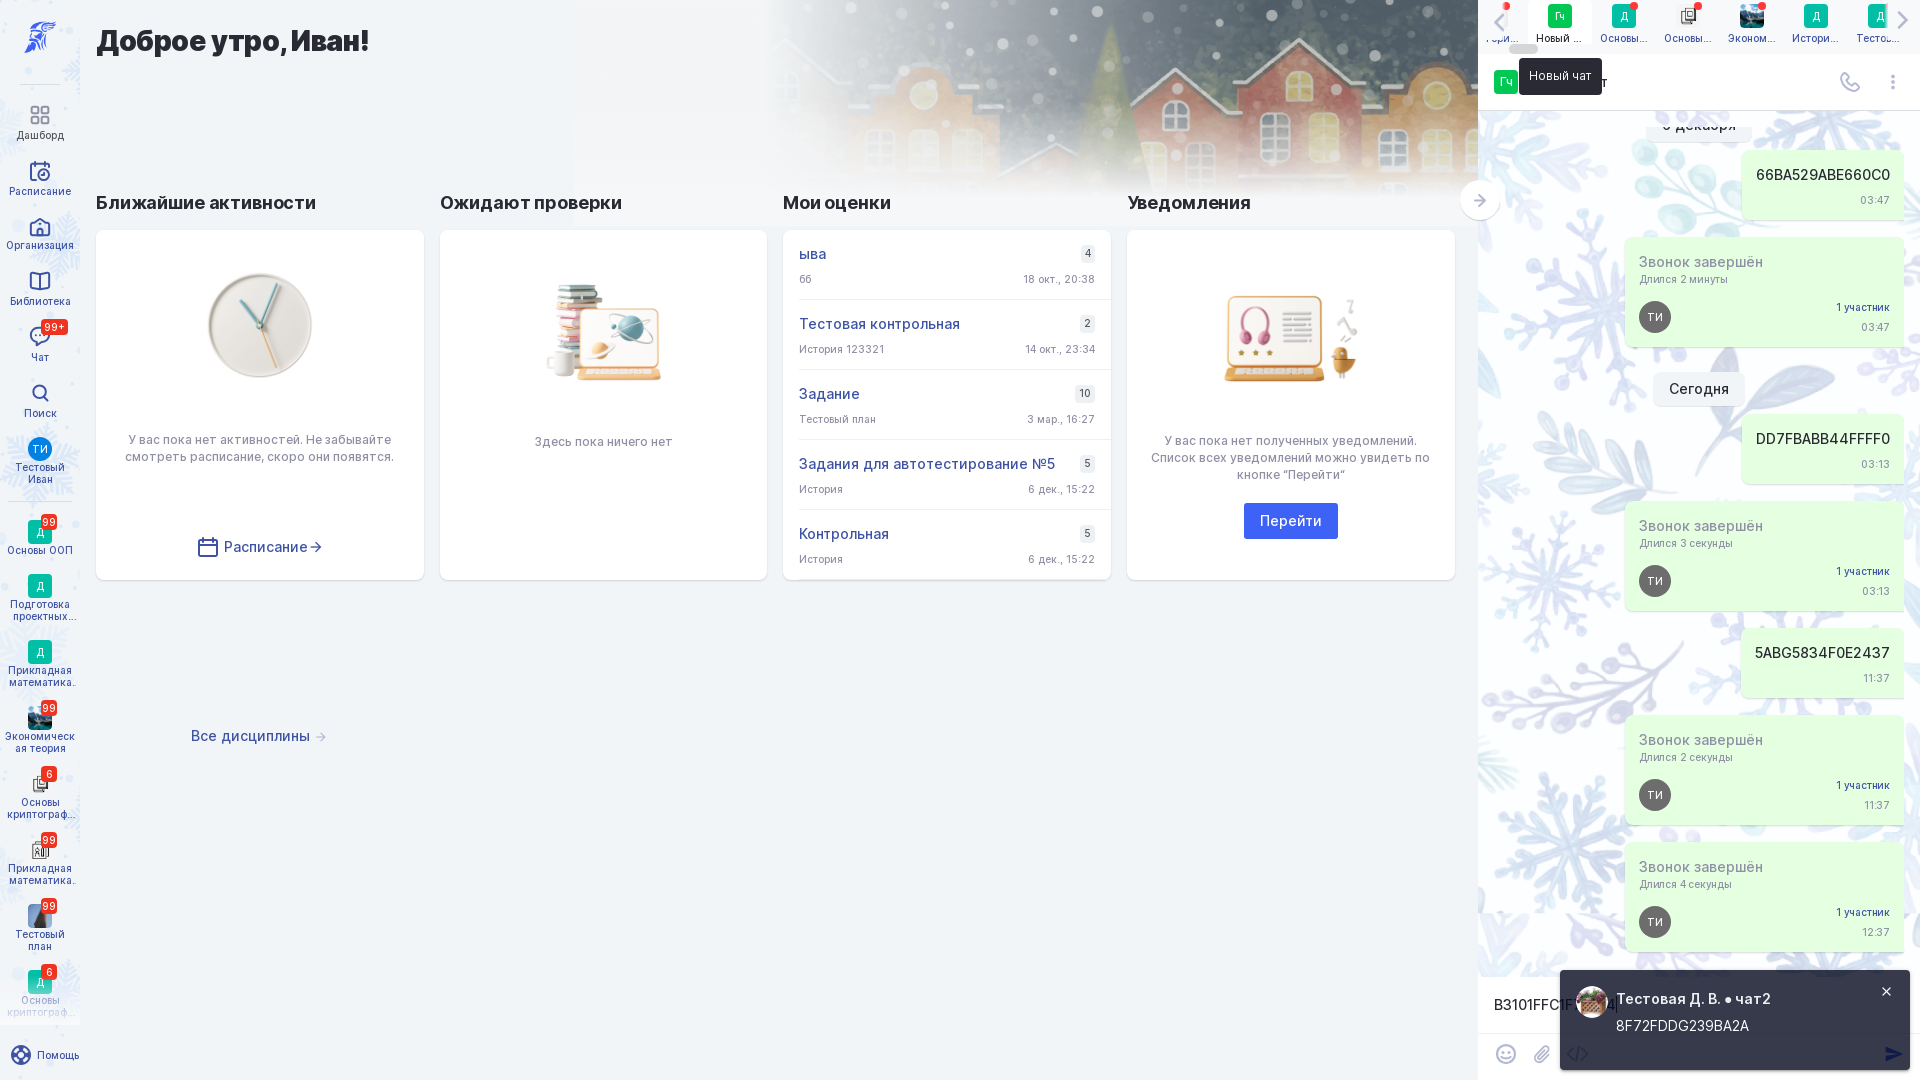 Доброе утро, Иван!
Дашборд
Расписание
Организация
Библиотека
99+
Чат
Поиск
ТИ
Тестовый
Иван
99
Д
Основы ООП
Д
Подготовка
проектных...
Д
Прикладная
математика.
99
Экономическ
ая теория
6
Основы
криптограф...
99
Прикладная
математика.
99
Тестовый
план
6
Д
Основы
криптограф...
Помощь
Ближайшие активности
У вас пока нет активностей. Не забывайте
смотреть расписание, скоро они появятся.
Расписание
Все дисциплины
Ожидают проверки
Здесь пока ничего нет
Мои оценки
ыва
4
бб
18 окт., 20:38
Тестовая контрольная
2
История 123321
14 окт., 23:34
Задание
10
Тестовый план
3 мар., 16:27
Задания для автотестирование №5
5
История
6 дек., 15:22
Контрольная
5
История
6 дек., 15:22
Уведомления
У вас пока нет полученных уведомлений.
Список всех уведомлений можно увидеть по
кнопке “Перейти“
Перейти
Гч
Новый ...
Д
Основы...
Основы...
Эконом...
Д
Истори...
Д
Гч
Новый чат
66BA529ABE660C0
03:47
Звонок завершён
Длился 2 минуты
ТИ
1 участник
03:47
Сегодня
DD7FBABB44FFFF0
03:13
Звонок завершён
Длился 3 секунды
ТИ
1 участник
03:13
5ABG5834F0E2437
11:37
Звонок завершён
Длился 2 секунды
ТИ
1 участник
11:37
Звонок завершён
Длился 4 секунды
ТИ
1 участник
12:37
Тестовая Д. В. ● чат2
8F72FDDG239BA2A